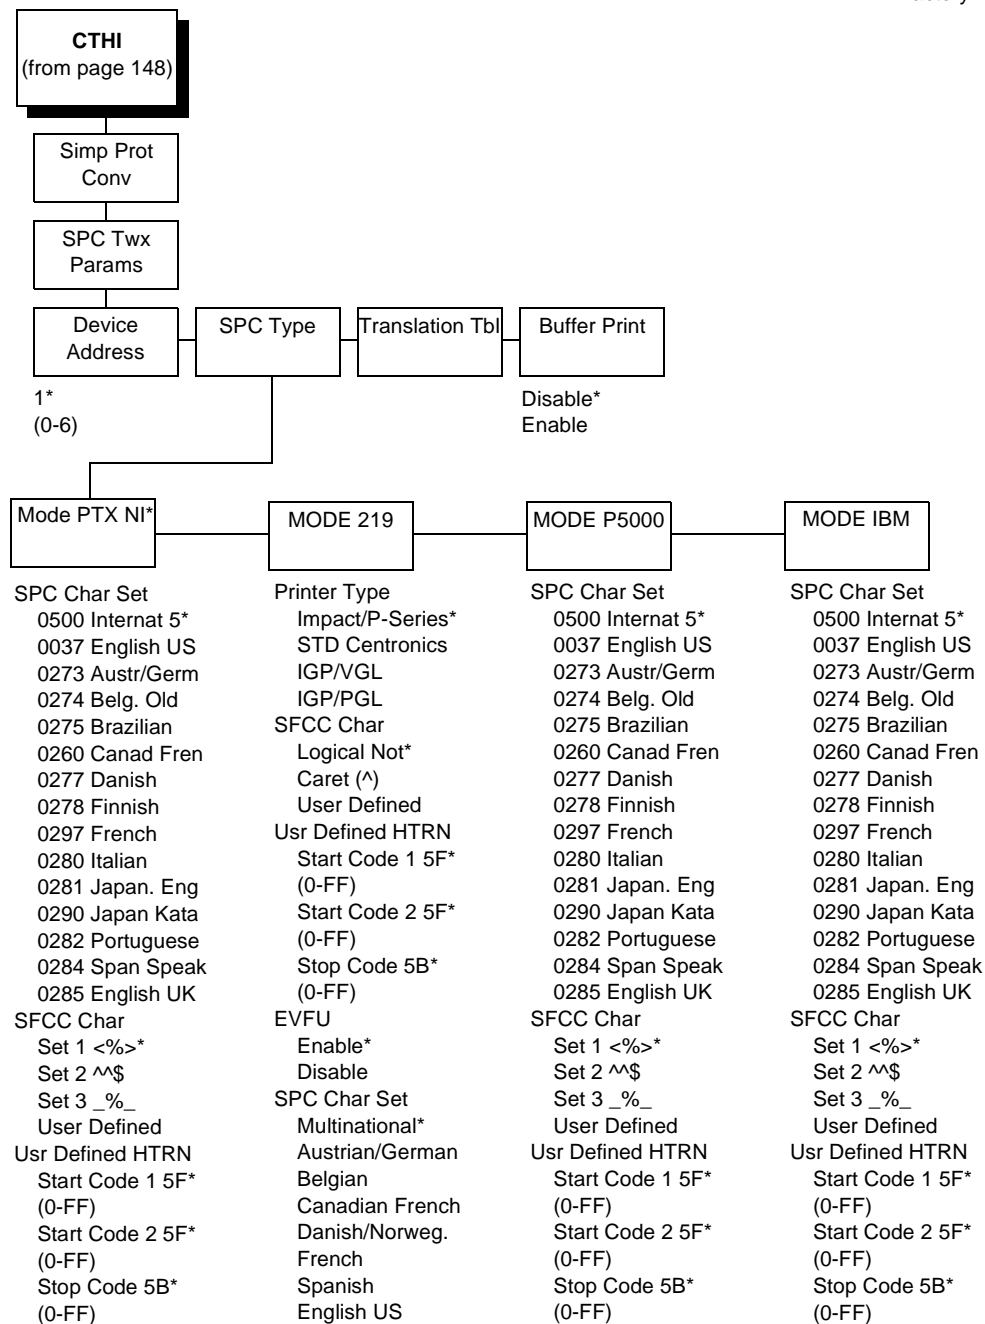 CTHI
(from page 148)
Simp Prot
Conv
SPC Twx
Params
Device
Address
SPC Type
Translation Tbl
Buffer Print
1*
(0-6)
Disable*
Enable
Mode PTX NI*
MODE 219
MODE P5000
MODE IBM
SPC Char Set
0500 Internat 5*
0037 English US
0273 Austr/Germ
0274 Belg. Old
0275 Brazilian
0260 Canad Fren
0277 Danish
0278 Finnish
0297 French
0280 Italian
0281 Japan. Eng
0290 Japan Kata
0282 Portuguese
0284 Span Speak
0285 English UK
SFCC Char
Set 1 <%>*
Set 2 ^^$
Set 3 _%_
User Defined
Usr Defined HTRN
Start Code 1 5F*
(0-FF)
Start Code 2 5F*
(0-FF)
Stop Code 5B*
(0-FF)
Printer Type
Impact/P-Series*
STD Centronics
IGP/VGL
IGP/PGL
SFCC Char
Logical Not*
Caret (^)
User Defined
Usr Defined HTRN
Start Code 1 5F*
(0-FF)
Start Code 2 5F*
(0-FF)
Stop Code 5B*
(0-FF)
EVFU
Enable*
Disable
SPC Char Set
Multinational*
Austrian/German
Belgian
Canadian French
Danish/Norweg.
French
Spanish
English US
SPC Char Set
0500 Internat 5*
0037 English US
0273 Austr/Germ
0274 Belg. Old
0275 Brazilian
0260 Canad Fren
0277 Danish
0278 Finnish
0297 French
0280 Italian
0281 Japan. Eng
0290 Japan Kata
0282 Portuguese
0284 Span Speak
0285 English UK
SFCC Char
Set 1 <%>*
Set 2 ^^$
Set 3 _%_
User Defined
Usr Defined HTRN
Start Code 1 5F*
(0-FF)
Start Code 2 5F*
(0-FF)
Stop Code 5B*
(0-FF)
SPC Char Set
0500 Internat 5*
0037 English US
0273 Austr/Germ
0274 Belg. Old
0275 Brazilian
0260 Canad Fren
0277 Danish
0278 Finnish
0297 French
0280 Italian
0281 Japan. Eng
0290 Japan Kata
0282 Portuguese
0284 Span Speak
0285 English UK
SFCC Char
Set 1 <%>*
Set 2 ^^$
Set 3 _%_
User Defined
Usr Defined HTRN
Start Code 1 5F*
(0-FF)
Start Code 2 5F*
(0-FF)
Stop Code 5B*
(0-FF)